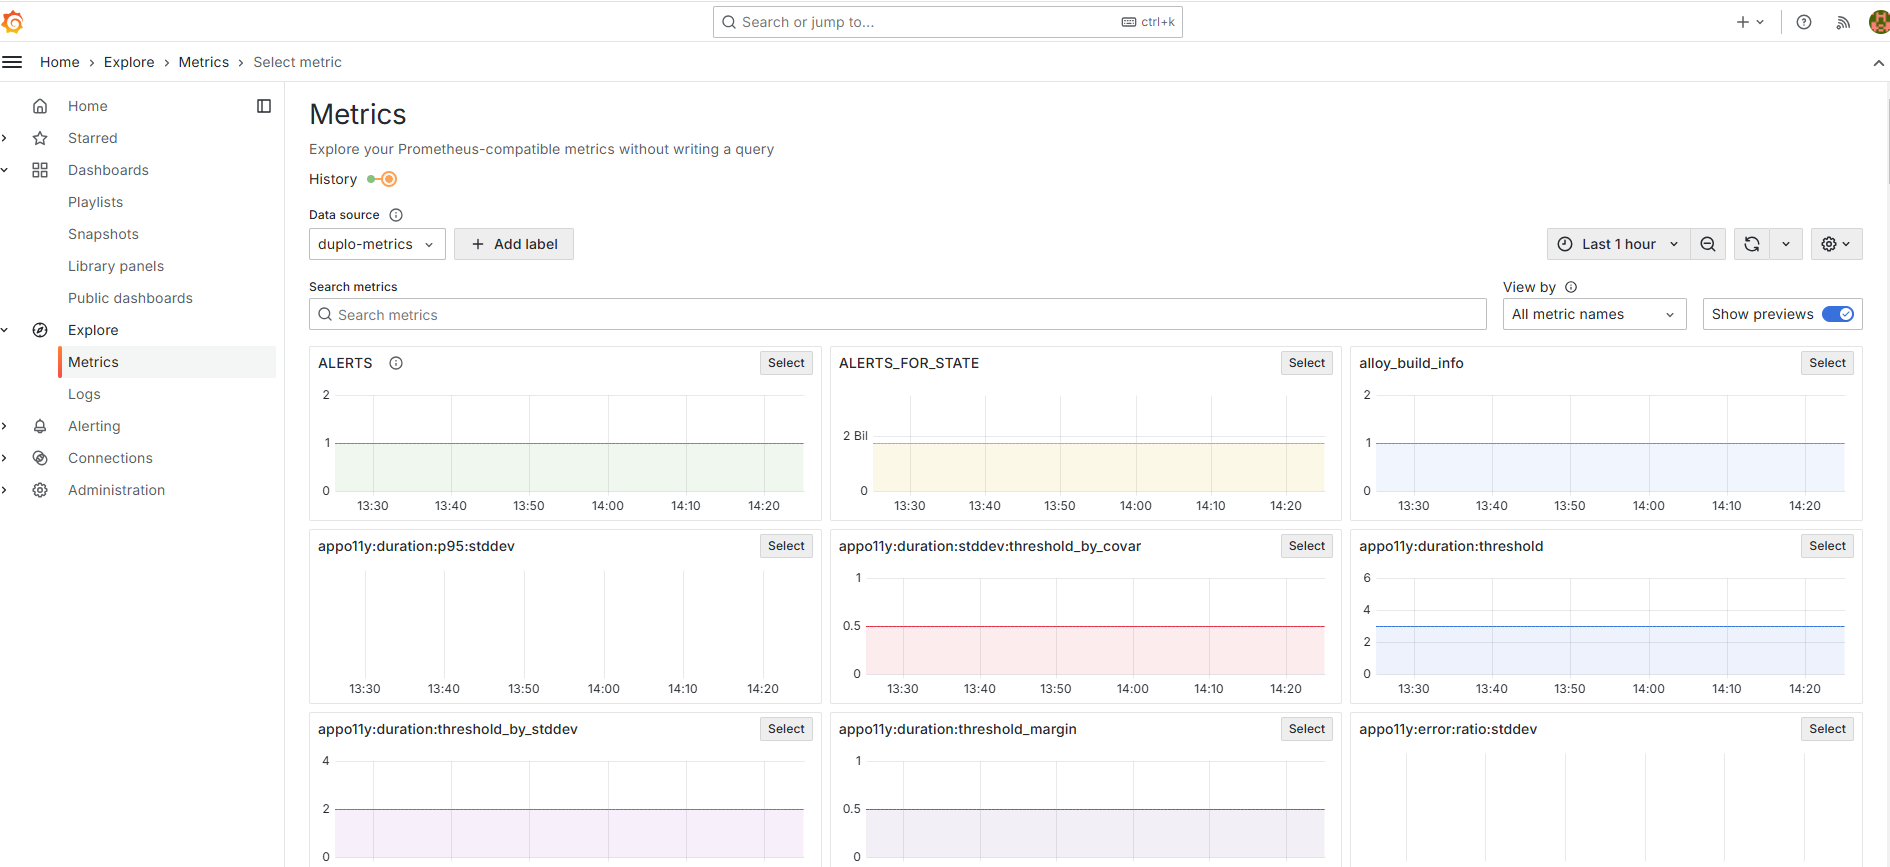 Search or jump to... ctrl+k
Home › Explore › Metrics › Select metric
Home
Starred
Dashboards
Playlists
Snapshots
Library panels
Public dashboards
Explore
Metrics
Logs
Alerting
Connections
Administration
Metrics
Explore your Prometheus-compatible metrics without writing a query
History
Data source
duplo-metrics + Add label Last 1 hour
Search metrics View by
Search metrics All metric names Show previews
ALERTS Select
2
1
0
13:30 13:40 13:50 14:00 14:10 14:20
ALERTS_FOR_STATE Select
2 Bil
0
13:30 13:40 13:50 14:00 14:10 14:20
alloy_build_info Select
2
1
0
13:30 13:40 13:50 14:00 14:10 14:20
appo11y:duration:p95:stddev Select
13:30 13:40 13:50 14:00 14:10 14:20
appo11y:duration:stddev:threshold_by_covar Select
1
0.5
0
13:30 13:40 13:50 14:00 14:10 14:20
appo11y:duration:threshold Select
6
4
2
0
13:30 13:40 13:50 14:00 14:10 14:20
appo11y:duration:threshold_by_stddev Select
4
2
0
appo11y:duration:threshold_margin Select
1
0.5
0
appo11y:error:ratio:stddev Select